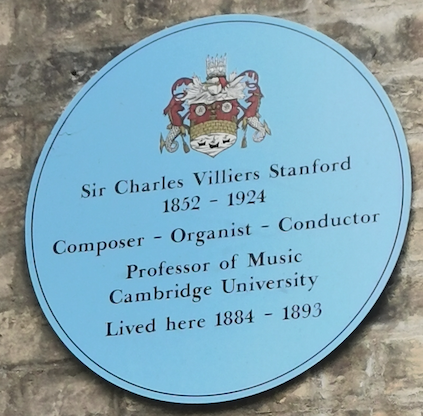 Sir Charles Villiers Stanford
1852 - 1924
Composer - Organist - Conductor
Professor of Music
Cambridge University
Lived here 1884 - 1893